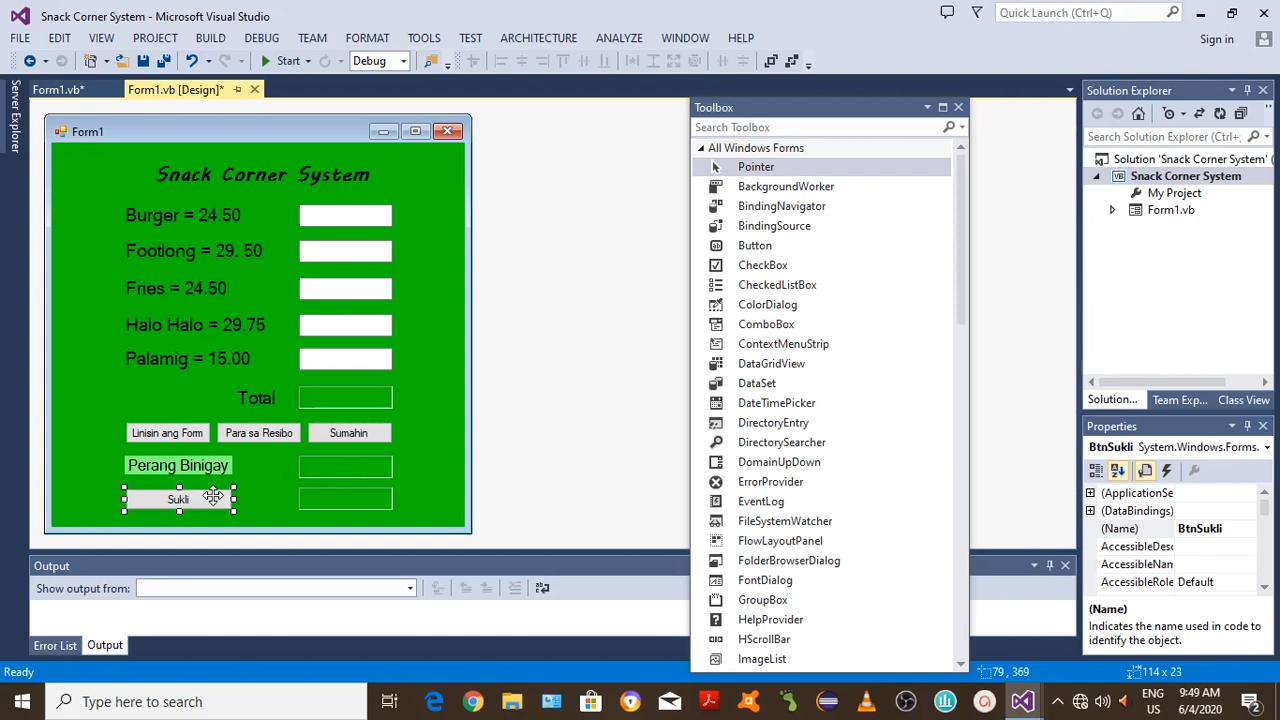 Snack Corner System - Microsoft Visual Studio
Quick Launch (Ctrl+Q)
FILE EDIT VIEW PROJECT BUILD DEBUG TEAM FORMAT TOOLS TEST ARCHITECTURE ANALYZE WINDOW HELP
Sign in
Start Debug
Server Explorer
Form1.vb* Form1.vb [Design]*
Form1
Snack Corner System
Burger = 24.50
Footlong = 29. 50
Fries = 24.50
Halo Halo = 29.75
Palamig = 15.00
Total
Linisin ang Form Para sa Resibo Sumahin
Perang Binigay
Sukli
Output
Show output from:
Error List Output
Toolbox
Search Toolbox
All Windows Forms
Pointer
BackgroundWorker
BindingNavigator
BindingSource
Button
CheckBox
CheckedListBox
ColorDialog
ComboBox
ContextMenuStrip
DataGridView
DataSet
DateTimePicker
DirectoryEntry
DirectorySearcher
DomainUpDown
ErrorProvider
EventLog
FileSystemWatcher
FlowLayoutPanel
FolderBrowserDialog
FontDialog
GroupBox
HelpProvider
HScrollBar
ImageList
Solution Explorer
Search Solution Explorer (Ctrl+;
Solution 'Snack Corner System' (
Snack Corner System
My Project
Form1.vb
Solution... Team Exp... Class View
Properties
BtnSukli System.Windows.Forms.
(ApplicationSe
(DataBindings)
(Name) BtnSukli
AccessibleDesc
AccessibleNam
AccessibleRole Default
(Name)
Indicates the name used in code to
identify the object.
Ready
79 , 369
114 x 23
Type here to search
ENG
US
9:49 AM
6/4/2020
2